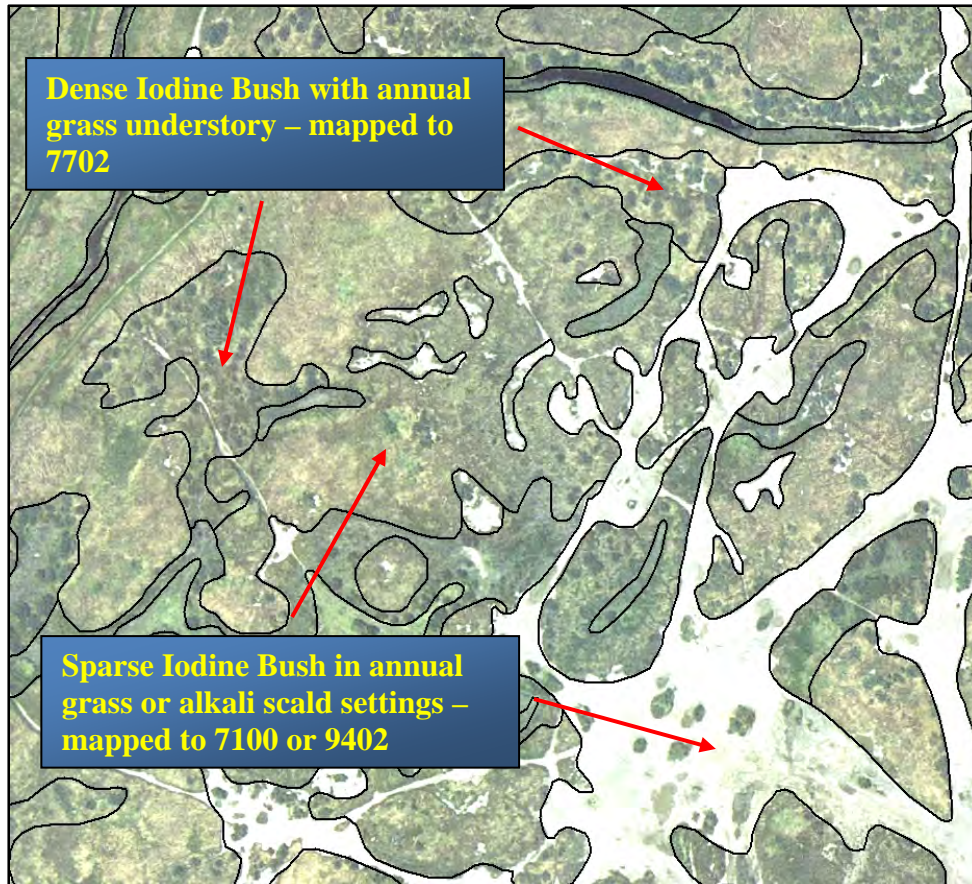 Dense Iodine Bush with annual
grass understory – mapped to
7702
Sparse Iodine Bush in annual
grass or alkali scald settings –
mapped to 7100 or 9402